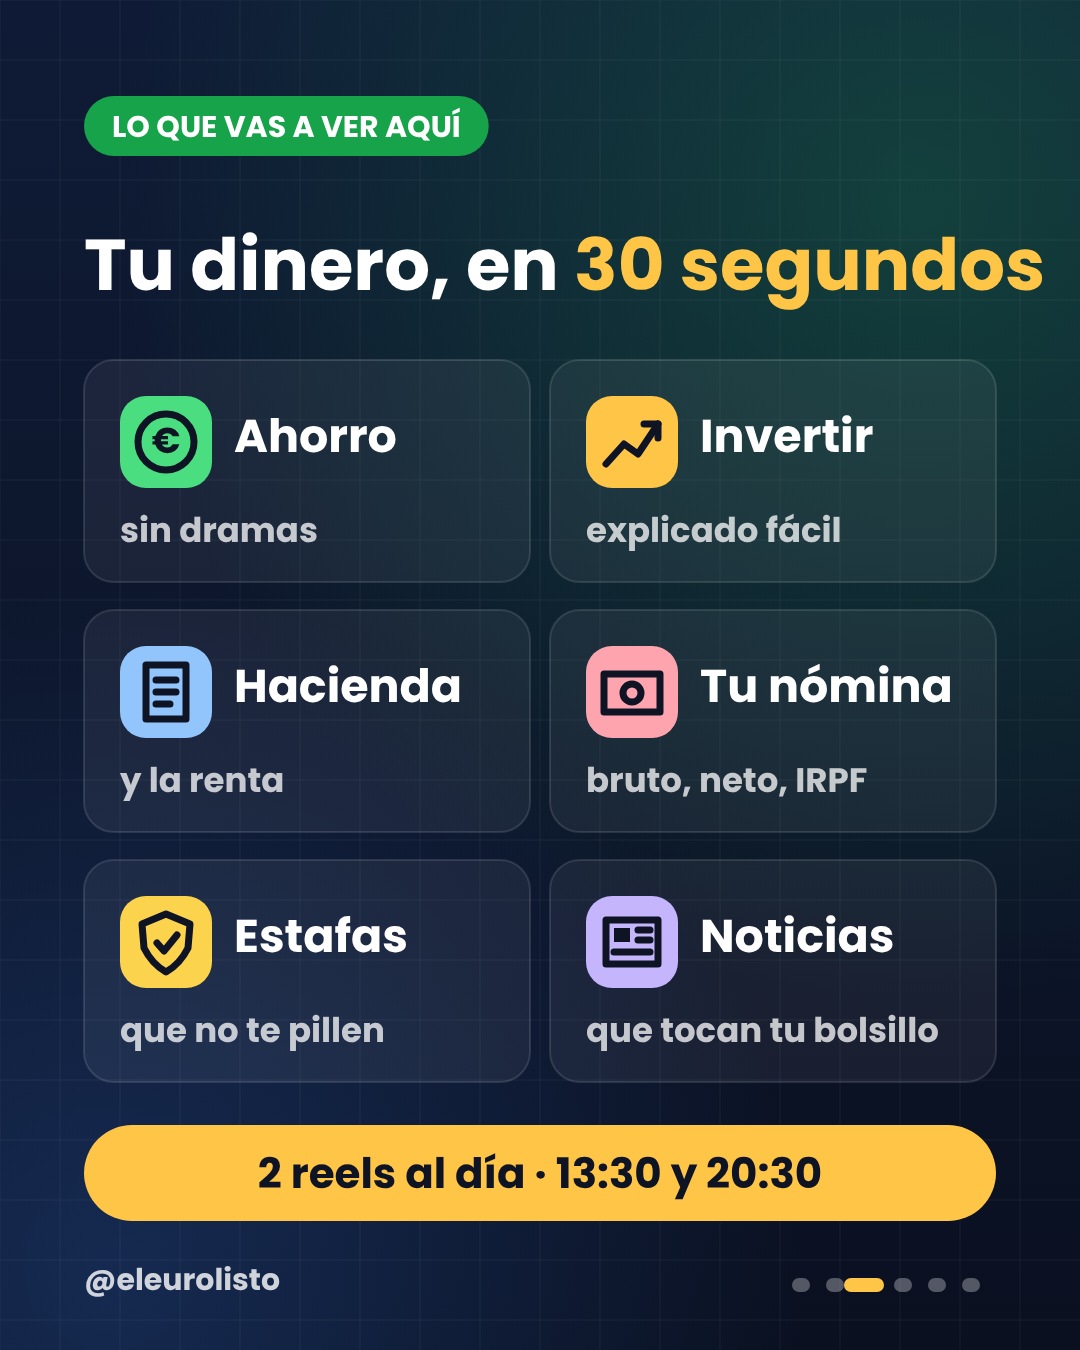 LO QUE VAS A VER AQUÍ
Tu dinero, en 30 segundos
€
Ahorro
sin dramas
Invertir
explicado fácil
Hacienda
y la renta
Tu nómina
bruto, neto, IRPF
Estafas
que no te pillen
Noticias
que tocan tu bolsillo
2 reels al día · 13:30 y 20:30
@eleurolisto